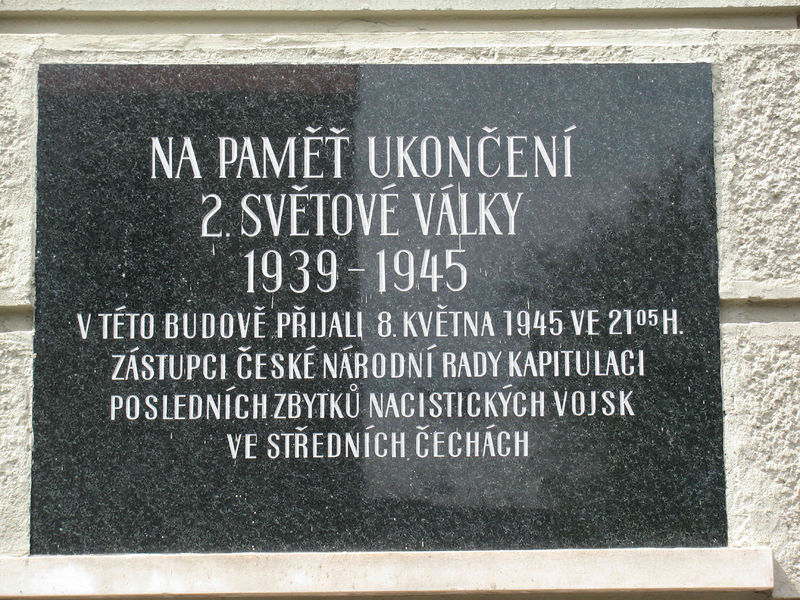 NA PAMĚŤ UKONČENÍ
2. SVĚTOVÉ VÁLKY
1939 – 1945
V TÉTO BUDOVĚ PŘIJALI 8. KVĚTNA 1945 VE 21⁰⁵ H.
ZÁSTUPCI ČESKÉ NÁRODNÍ RADY KAPITULACI
POSLEDNÍCH ZBYTKŮ NACISTICKÝCH VOJSK
VE STŘEDNÍCH ČECHÁCH